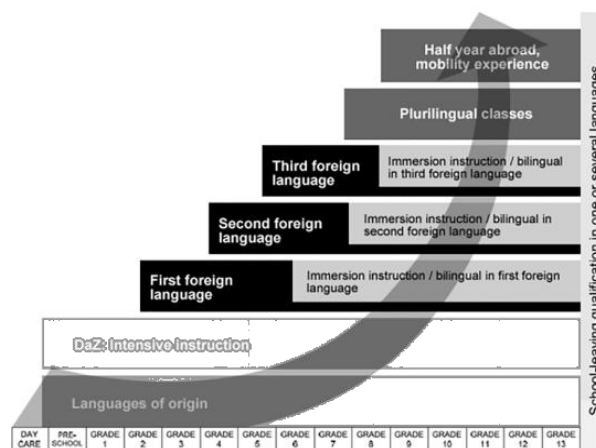 Half year abroad,
mobility experience
Plurilingual classes
Third foreign
language
Immersion instruction / bilingual
in third foreign language
Second foreign
language
Immersion instruction / bilingual in
second foreign language
First foreign
language
Immersion instruction / bilingual in first foreign
language
DaZ: Intensive Instruction
Languages of origin
DAY
CARE
PRE-
SCHOOL
GRADE
1
GRADE
2
GRADE
3
GRADE
4
GRADE
5
GRADE
6
GRADE
7
GRADE
8
GRADE
9
GRADE
10
GRADE
11
GRADE
12
GRADE
13
School-leaving qualification in one or several languages